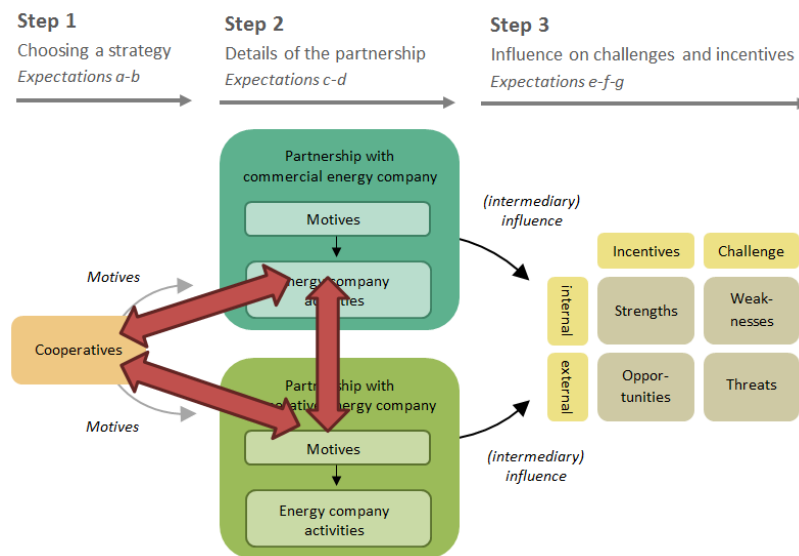 Step 1
Choosing a strategy
Expectations a-b
Step 2
Details of the partnership
Expectations c-d
Step 3
Influence on challenges and incentives
Expectations e-f-g
Partnership with
commercial energy company
Motives
Energy company
activities
(intermediary)
influence
Motives
Cooperatives
Motives
Partnership with
energy company
Motives
Energy company
activities
(intermediary)
influence
Incentives
Challenge
internal
Strengths
Weak-
nesses
external
Oppor-
tunities
Threats